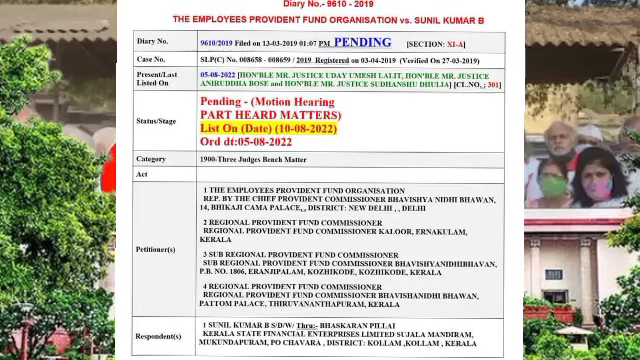 Diary No.- 9610 - 2019
THE EMPLOYEES PROVIDENT FUND ORGANISATION vs. SUNIL KUMAR B
Diary No. 9610/2019 Filed on 13-03-2019 01:07 PM PENDING [SECTION: XI-A]
Case No. SLP(C) No. 008658 - 008659 / 2019 Registered on 03-04-2019 (Verified On 27-03-2019)
Present/Last Listed On 05-08-2022 [HON'BLE MR. JUSTICE UDAY UMESH LALIT, HON'BLE MR. JUSTICE
ANIRUDDHA BOSE and HON'BLE MR. JUSTICE SUDHANSHU DHULIA] [CL.NO. : 301]
Status/Stage
Pending - (Motion Hearing
PART HEARD MATTERS)
List On (Date) (10-08-2022)
Ord dt:05-08-2022
Category 1900-Three Judges Bench Matter
Act
Petitioner(s)
1 THE EMPLOYEES PROVIDENT FUND ORGANISATION
REP. BY THE CHIEF PROVIDENT COMMISSIONER BHAVISHYA NIDHI BHAWAN,
14, BHIKAJI CAMA PALACE,, DISTRICT: NEW DELHI , , DELHI
2 REGIONAL PROVIDENT FUND COMMISSIONER
REGIONAL PROVIDENT FUND COMMISSIONER KALOOR, ERNAKULAM,
KERALA
3 SUB REGIONAL PROVIDENT FUND COMMISSIONER
SUB REGIONAL PROVIDENT FUND COMMISSIONER BHAVISHYANIDHIBHAVAN,
P.B. NO. 1806, ERANJIPALAM, KOZHIKODE, KOZHIKODE, KERALA
4 REGIONAL PROVIDENT FUND COMMISSIONER
REGIONAL PROVIDENT FUND COMMISSIONER BHAVISHANIDHI BHAWAN,
PATTOM PALACE, THIRUVANANTHAPURAM, KERALA
Respondent(s)
1 SUNIL KUMAR B S/D/W/ Thru:- BHASKARAN PILLAI
KERALA STATE FINANCIAL ENTERPRISES LIMITED SUJALA MANDIRAM,
MUKUNDAPURAM, PO CHAVARA , DISTRICT: KOLLAM ,KOLLAM , KERALA